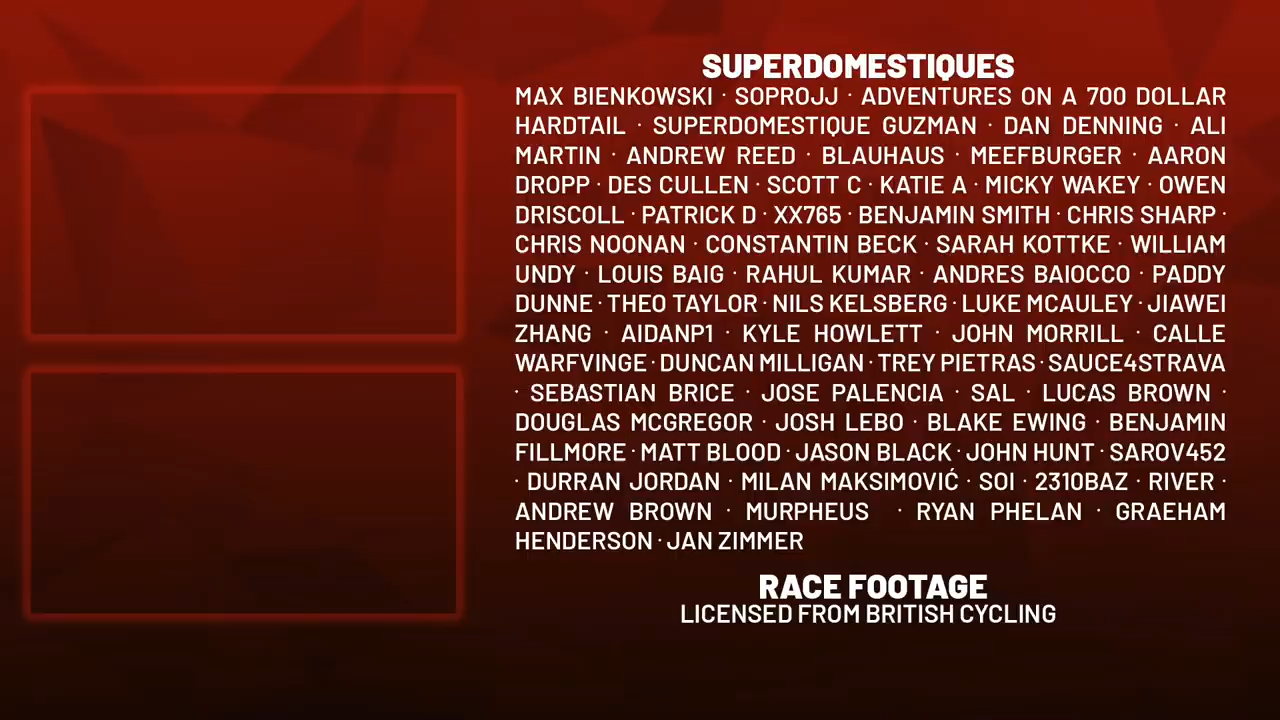 SUPERDOMESTIQUES
MAX BIENKOWSKI · SOPROJJ · ADVENTURES ON A 700 DOLLAR
HARDTAIL · SUPERDOMESTIQUE GUZMAN · DAN DENNING · ALI
MARTIN · ANDREW REED · BLAUHAUS · MEEFBURGER · AARON
DROPP · DES CULLEN · SCOTT C · KATIE A · MICKY WAKEY · OWEN
DRISCOLL · PATRICK D · XX765 · BENJAMIN SMITH · CHRIS SHARP ·
CHRIS NOONAN · CONSTANTIN BECK · SARAH KOTTKE · WILLIAM
UNDY · LOUIS BAIG · RAHUL KUMAR · ANDRES BAIOCCO · PADDY
DUNNE · THEO TAYLOR · NILS KELSBERG · LUKE MCAULEY · JIAWEI
ZHANG · AIDANP1 · KYLE HOWLETT · JOHN MORRILL · CALLE
WARFVINGE · DUNCAN MILLIGAN · TREY PIETRAS · SAUCE4STRAVA
· SEBASTIAN BRICE · JOSE PALENCIA · SAL · LUCAS BROWN ·
DOUGLAS MCGREGOR · JOSH LEBO · BLAKE EWING · BENJAMIN
FILLMORE · MATT BLOOD · JASON BLACK · JOHN HUNT · SAROV452
· DURRAN JORDAN · MILAN MAKSIMOVIĆ · SOI · 2310BAZ · RIVER ·
ANDREW BROWN · MURPHEUS · RYAN PHELAN · GRAEHAM
HENDERSON · JAN ZIMMER
RACE FOOTAGE
LICENSED FROM BRITISH CYCLING